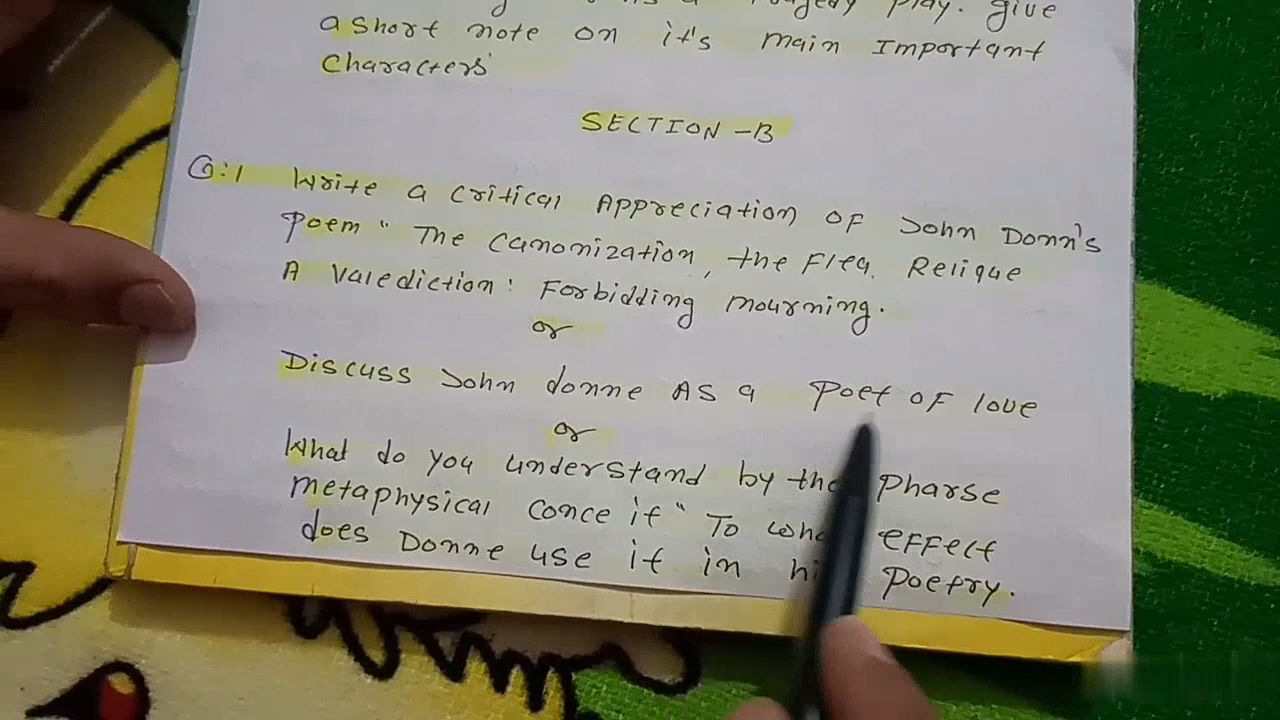 Play. Give
a short note on it's main Important
Characters
SECTION - B
Q:1 Write a critical Appreciation OF John Donn's
Poem " The canonization, the Flea. Relique
A Valediction: Forbidding mourning.
or
Discuss John donne As a Poet OF love
or
What do you understand by the Pharse
metaphysical conceit" To effect
does Donne use it in Poetry.